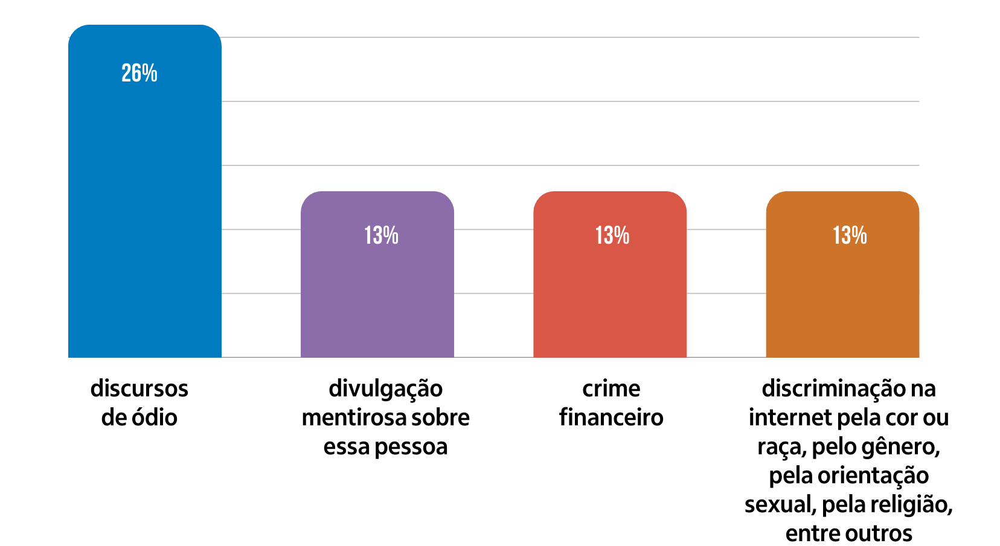 26%
13%
13%
13%
discursos
de ódio
divulgação
mentirosa sobre
essa pessoa
crime
financeiro
discriminação na
internet pela cor ou
raça, pelo gênero,
pela orientação
sexual, pela religião,
entre outros